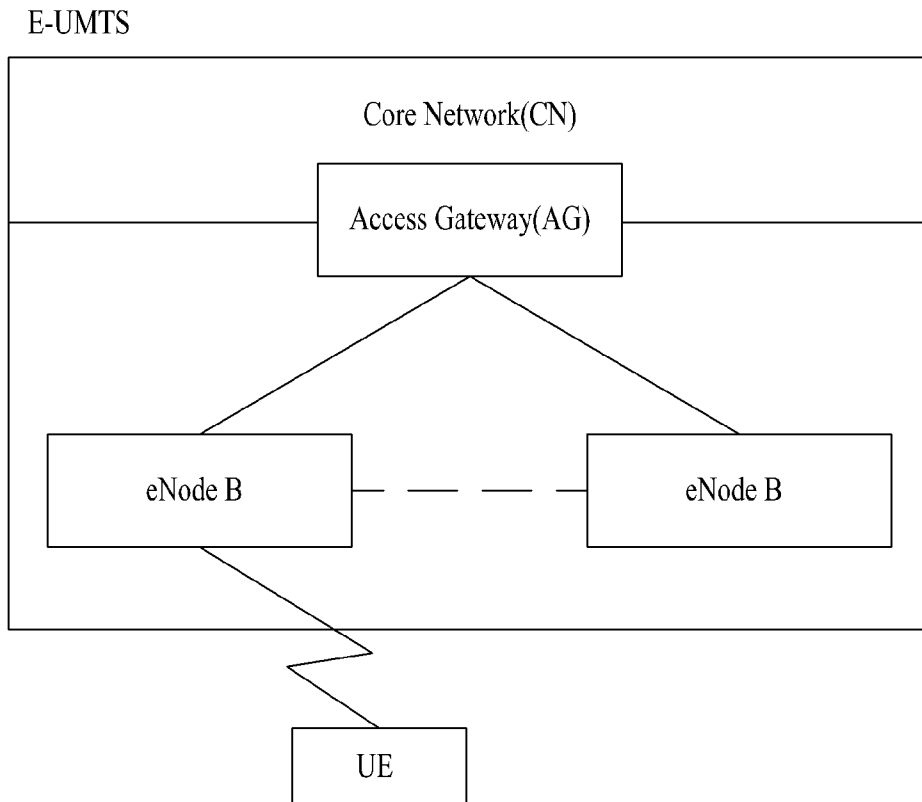 E-UMTS
Core Network(CN)
Access Gateway(AG)
eNode B
eNode B
UE